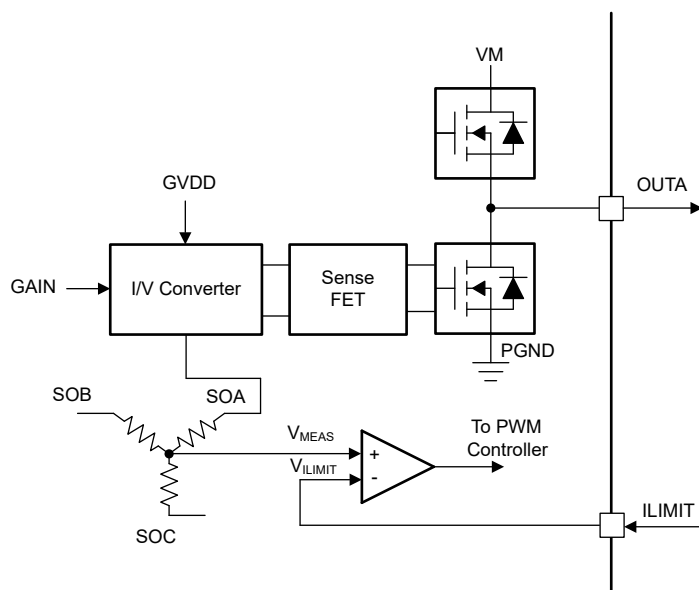 VM
GVDD
OUTA
GAIN
I/V Converter
Sense
FET
PGND
SOB
SOA
VMEAS
+
To PWM
Controller
VILIMIT
-
SOC
ILIMIT